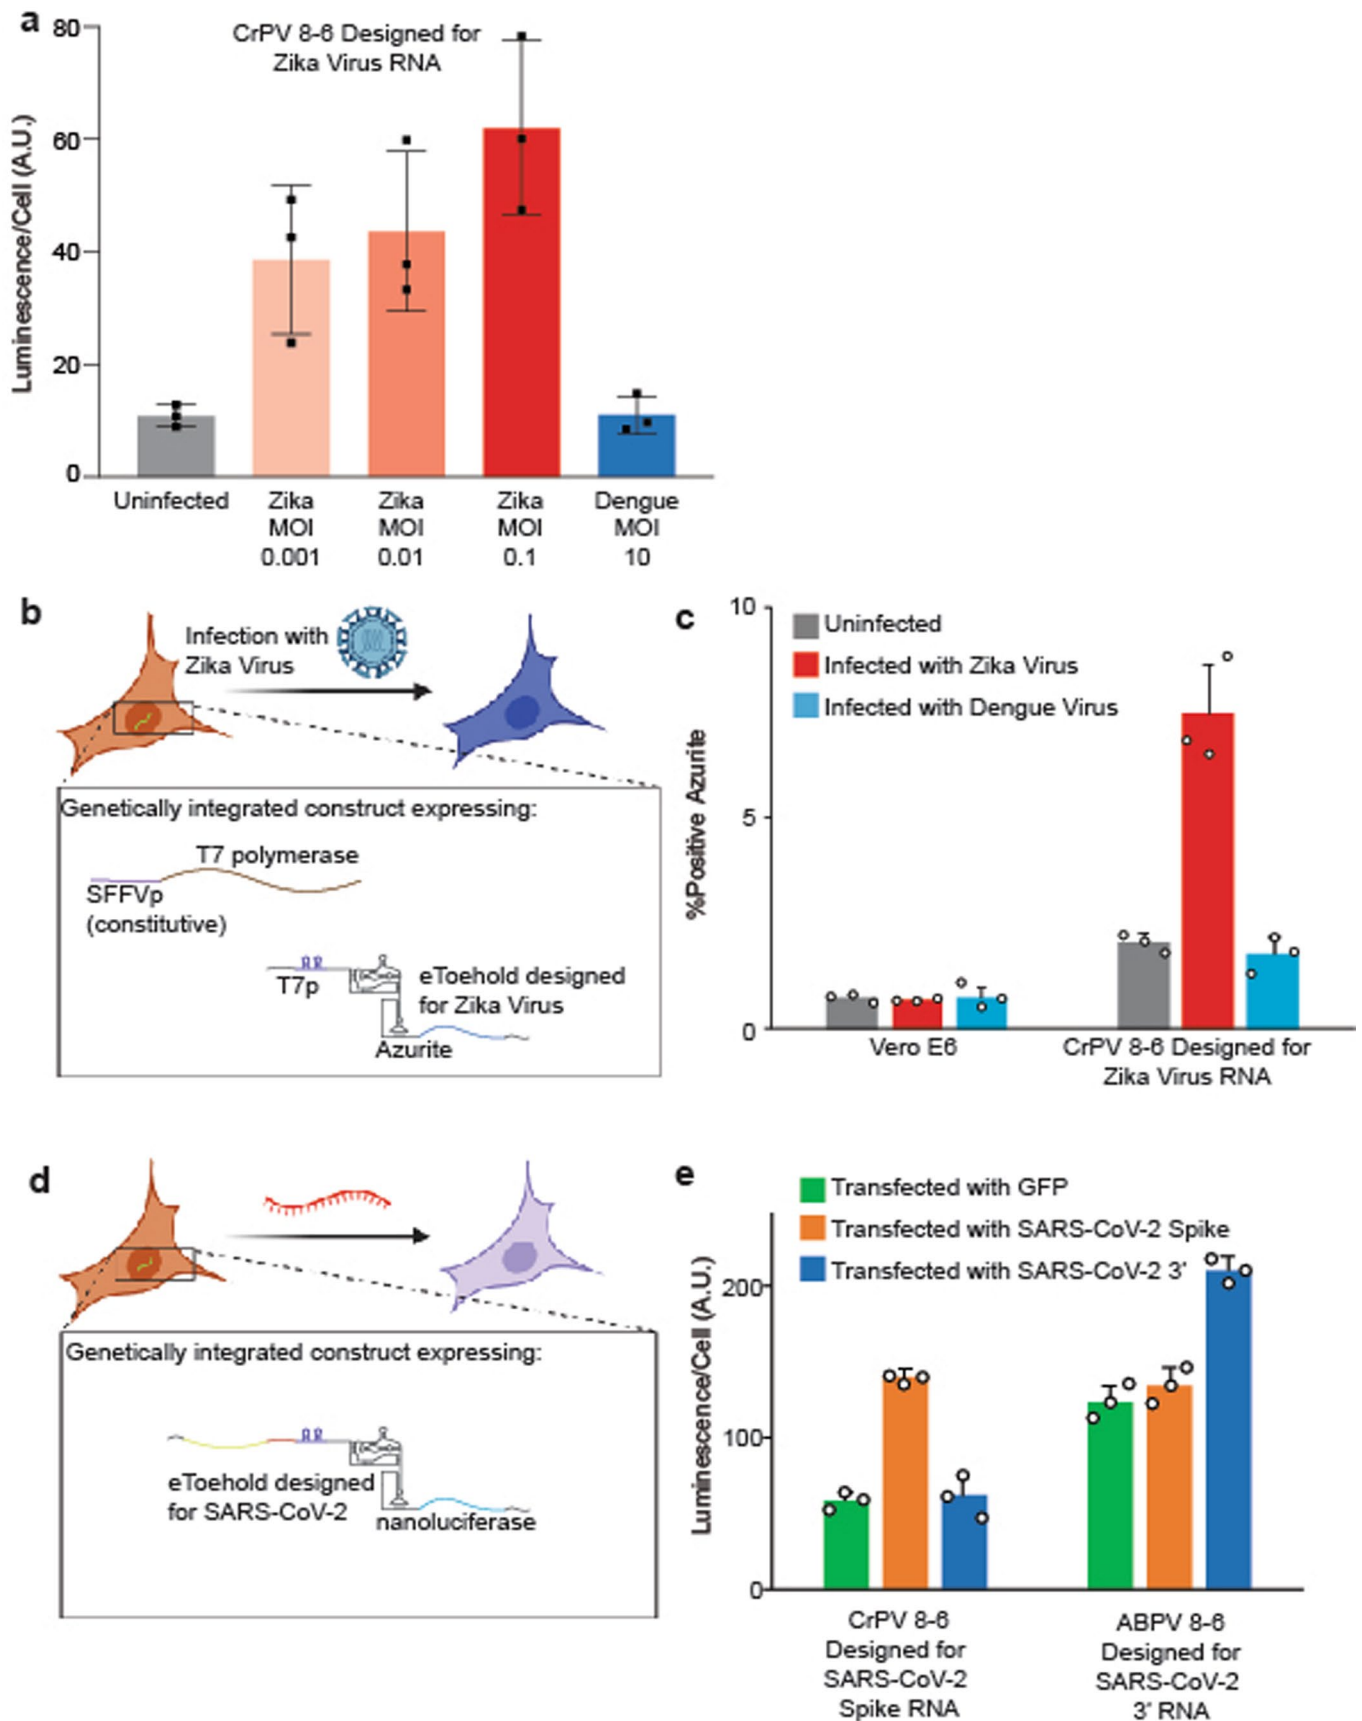 a
CrPV 8-6 Designed for
Zika Virus RNA
Luminescence/Cell (A.U.)
80
60
40
20
0
Uninfected
Zika
MOI
0.001
Zika
MOI
0.01
Zika
MOI
0.1
Dengue
MOI
10
b
Infection with
Zika Virus
Genetically integrated construct expressing:
T7 polymerase
SFFVp
(constitutive)
T7p
eToehold designed
for Zika Virus
Azurite
c
Uninfected
Infected with Zika Virus
Infected with Dengue Virus
%Positive Azurite
10
5
0
Vero E6
CrPV 8-6 Designed for
Zika Virus RNA
d
Genetically integrated construct expressing:
eToehold designed
for SARS-CoV-2
nanoluciferase
e
Transfected with GFP
Transfected with SARS-CoV-2 Spike
Transfected with SARS-CoV-2 3'
Luminescence/Cell (A.U.)
200
100
0
CrPV 8-6
Designed for
SARS-CoV-2
Spike RNA
ABPV 8-6
Designed for
SARS-CoV-2
3' RNA